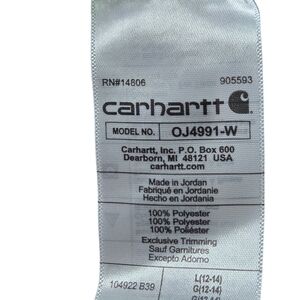 RN#14806 905593
carhartt
MODEL NO. OJ4991-W
Carhartt, Inc. P.O. Box 600
Dearborn, MI 48121 USA
carhartt.com
Made in Jordan
Fabriqué en Jordanie
Hecho en Jordania
100% Polyester
100% Polyester
100% Poliéster
Exclusive Trimming
Sauf Garnitures
Excepto Adorno
104922 B39 L(12-14)
G(12-14)
G(12-14)